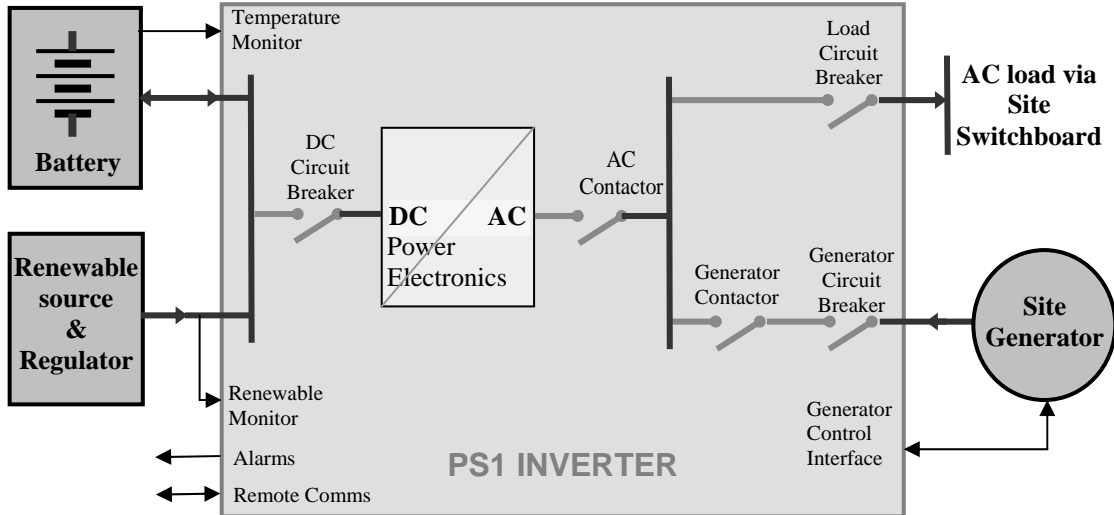 Temperature
Monitor
Battery
DC
Circuit
Breaker
DC
AC
Power
Electronics
AC
Contactor
Load
Circuit
Breaker
AC load via
Site
Switchboard
Renewable
source
&
Regulator
Generator
Contactor
Generator
Circuit
Breaker
Site
Generator
Renewable
Monitor
Generator
Control
Interface
Alarms
Remote Comms
PS1 INVERTER